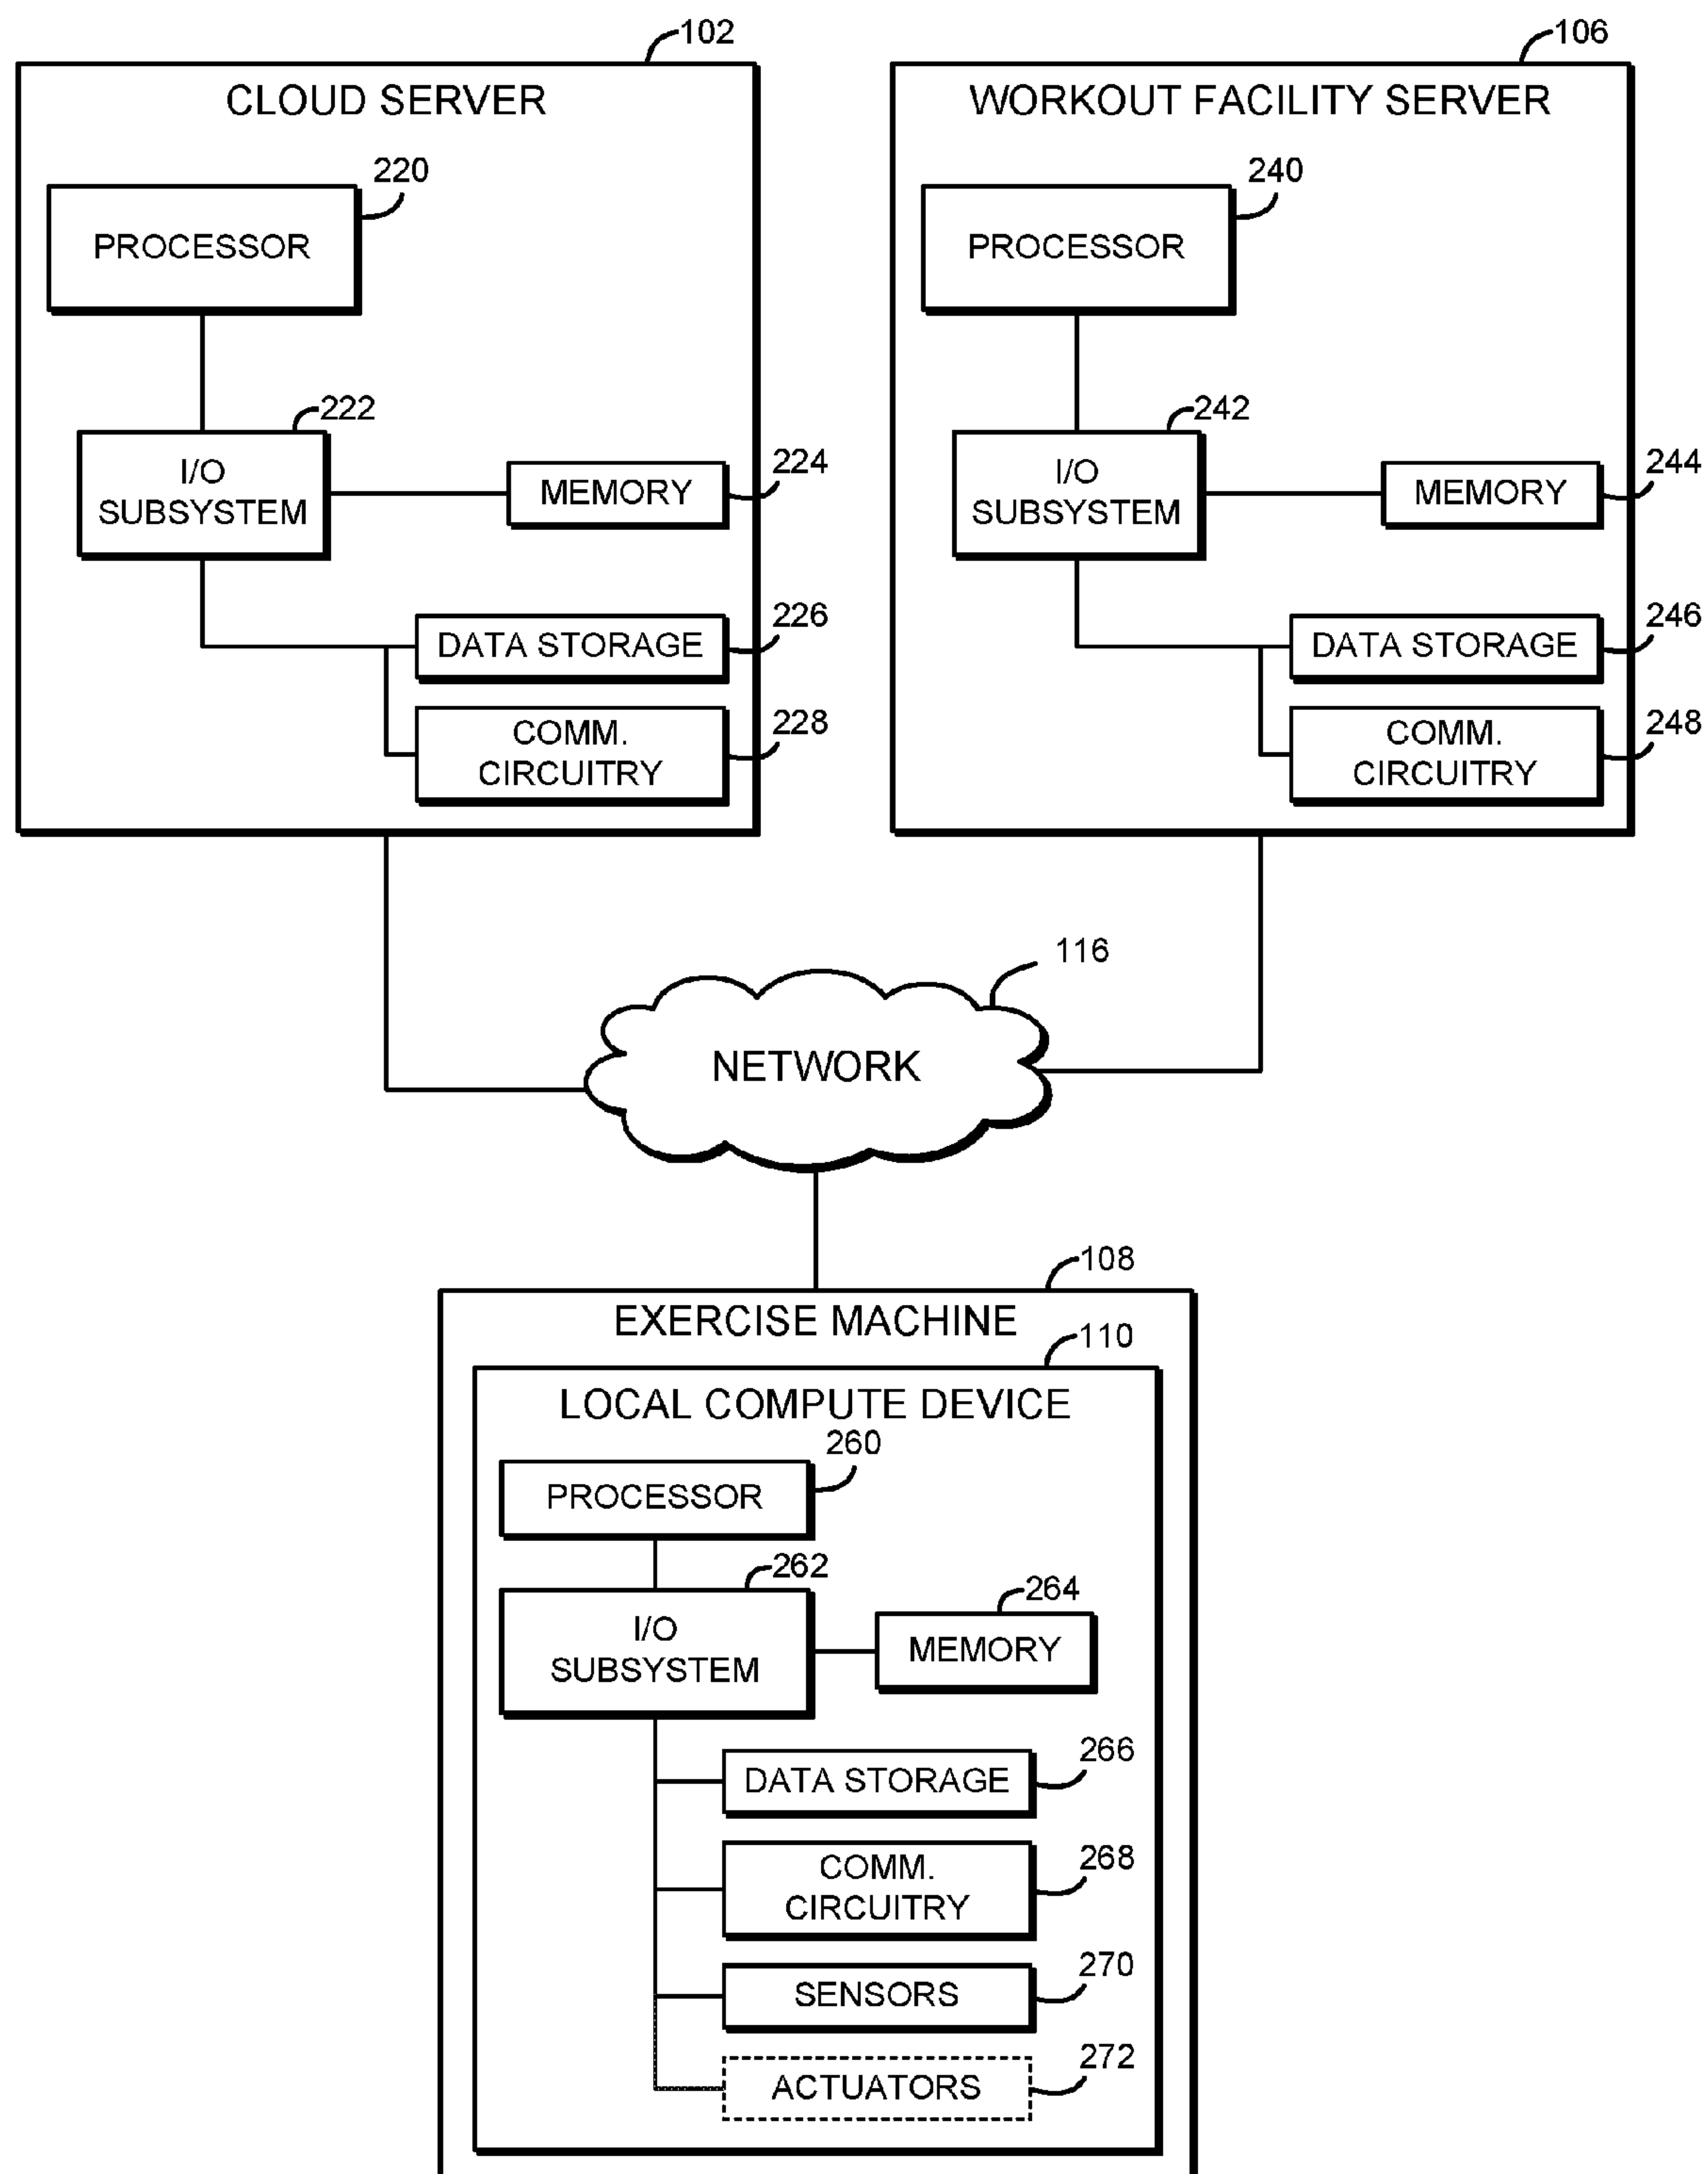 102
CLOUD SERVER
220
PROCESSOR
222
I/O
SUBSYSTEM
224
MEMORY
226
DATA STORAGE
228
COMM.
CIRCUITRY
106
WORKOUT FACILITY SERVER
240
PROCESSOR
242
I/O
SUBSYSTEM
244
MEMORY
246
DATA STORAGE
248
COMM.
CIRCUITRY
116
NETWORK
108
EXERCISE MACHINE
110
LOCAL COMPUTE DEVICE
260
PROCESSOR
262
I/O
SUBSYSTEM
264
MEMORY
266
DATA STORAGE
268
COMM.
CIRCUITRY
270
SENSORS
272
ACTUATORS